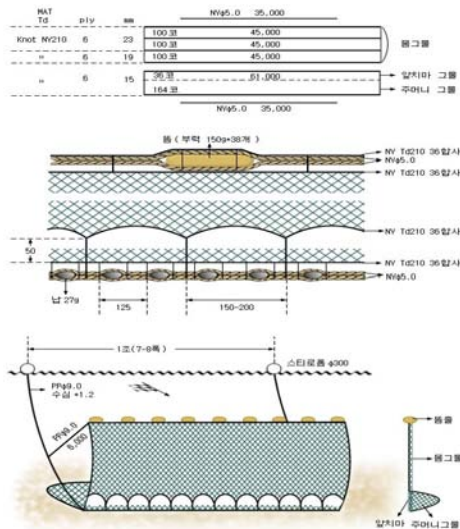 MAT ply mm NYφ5.0 35,000
Td
Knot NY210 6 23 100코 45,000
100코 45,000
〃 6 19 100코 45,000
몸그물
〃 6 15 36코 61,000 앞치마 그물
164코 주머니 그물
NYφ5.0 35,000
뜸 (부력 150g*38개)
NY Td210 36합사
NYφ5.0
NY Td210 36합사
NY Td210 36합사
50
NY Td210 36합사
NYφ5.0
납 27g
125
150-200
1조(7-8폭)
스티로폼 φ300
PPφ9.0
수심 *1.2
PPφ9.0
5,000
뜸줄
몸그물
앞치마 주머니그물